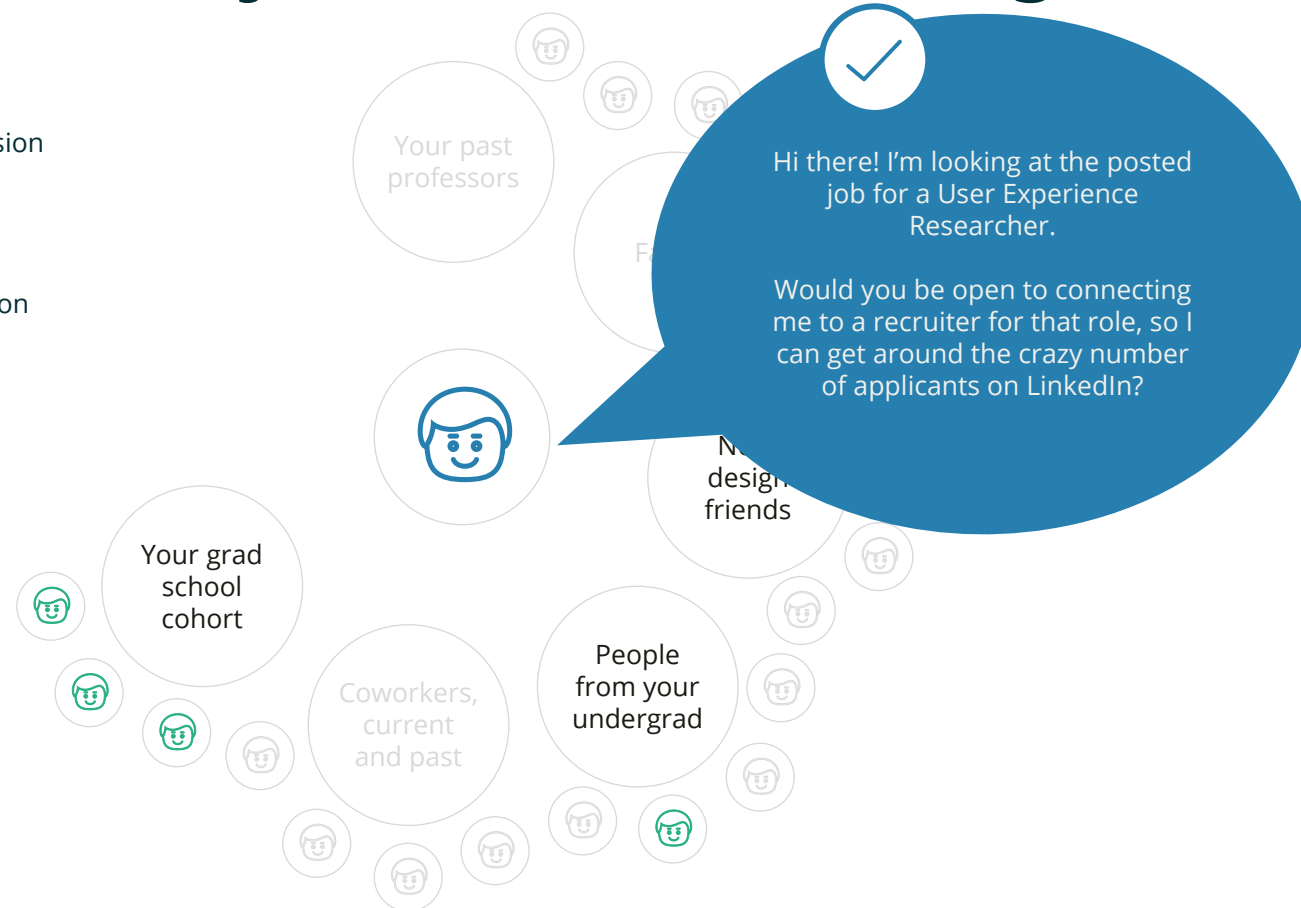 sion
on
Your past
professors
Hi there! I'm looking at the posted
job for a User Experience
Researcher.
Would you be open to connecting
me to a recruiter for that role, so I
can get around the crazy number
of applicants on LinkedIn?
design
friends
Your grad
school
cohort
Coworkers,
current
and past
People
from your
undergrad